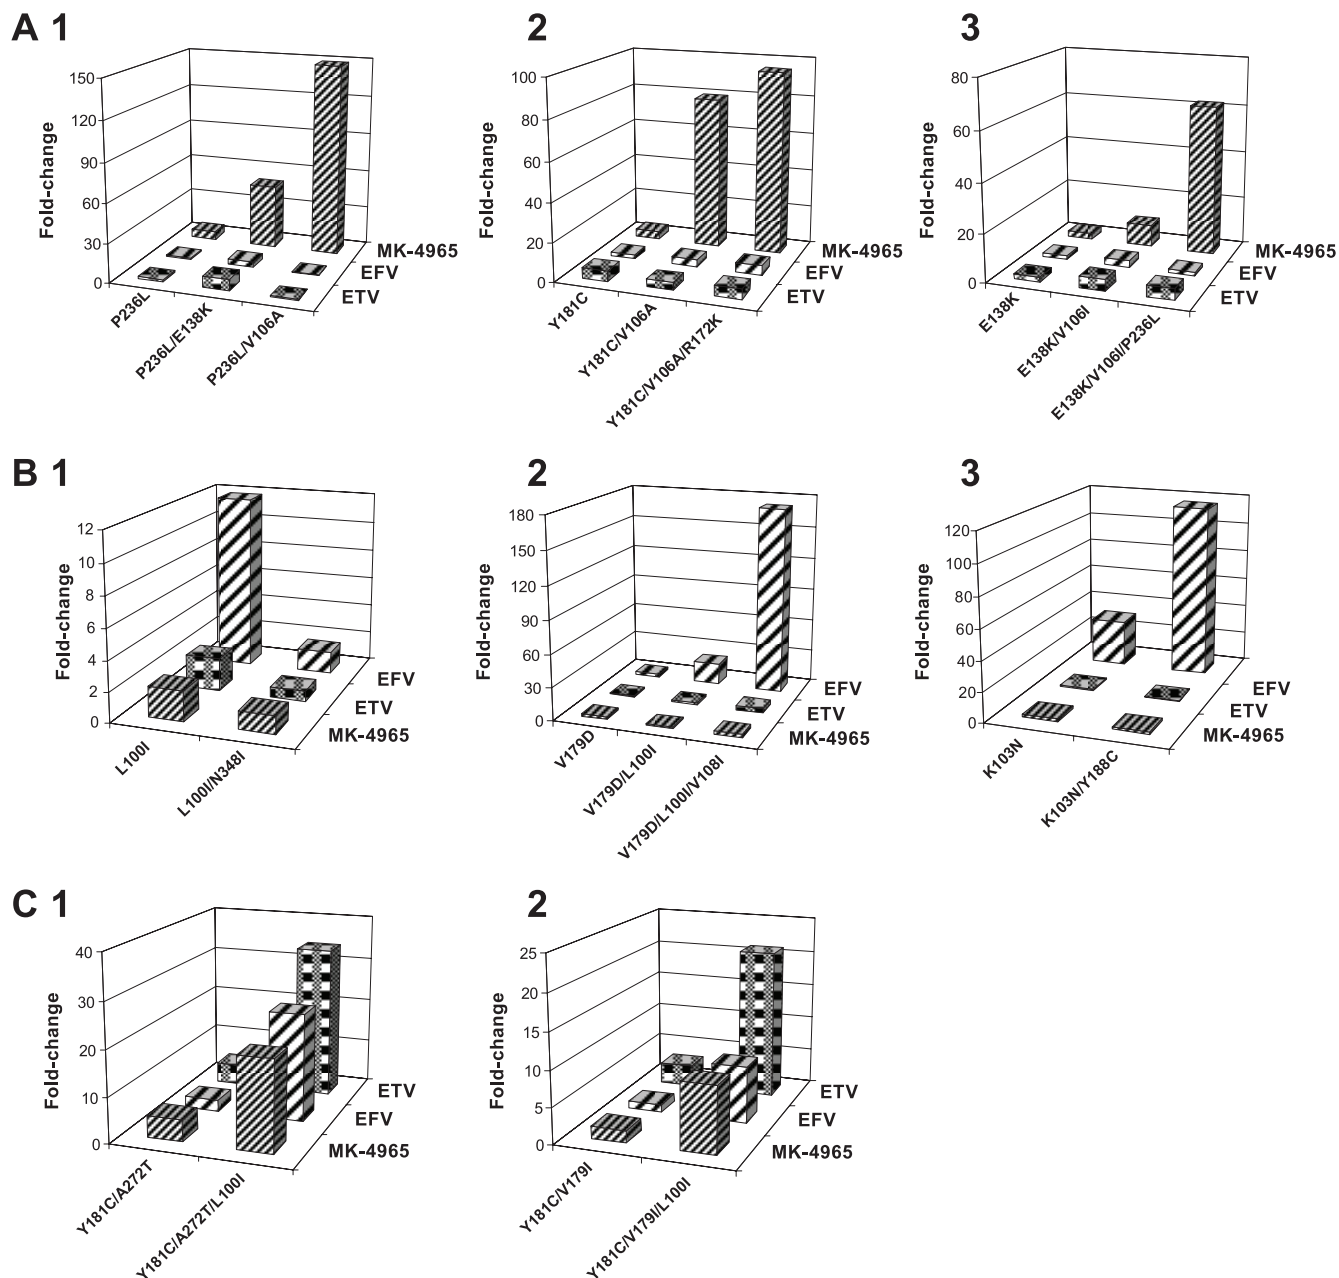 A 1
Fold-change
150
120
90
60
30
0
P236L
P236L/E138K
P236L/V106A
MK-4965
EFV
ETV
2
Fold-change
100
80
60
40
20
0
Y181C
Y181C/V106A
Y181C/V106A/R172K
MK-4965
EFV
ETV
3
Fold-change
80
60
40
20
0
E138K
E138K/V106I
E138K/V106I/P236L
MK-4965
EFV
ETV
B 1
Fold-change
12
10
8
6
4
2
0
L100I
L100I/N348I
EFV
ETV
MK-4965
2
Fold-change
180
150
120
90
60
30
0
V179D
V179D/L100I
V179D/L100I/V108I
EFV
ETV
MK-4965
3
Fold-change
120
100
80
60
40
20
0
K103N
K103N/Y188C
EFV
ETV
MK-4965
C 1
Fold-change
40
30
20
10
0
Y181C/A272T
Y181C/A272T/L100I
ETV
EFV
MK-4965
2
Fold-change
25
20
15
10
5
0
Y181C/V179I
Y181C/V179I/L100I
ETV
EFV
MK-4965